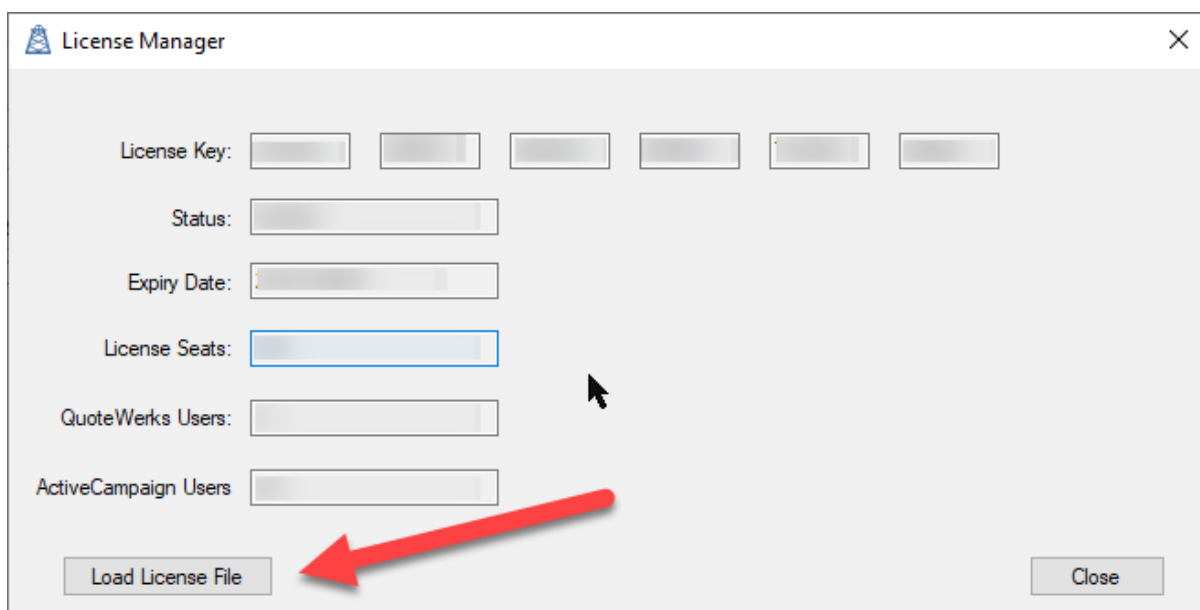 License Manager
License Key:
Status:
Expiry Date:
License Seats:
QuoteWerks Users:
ActiveCampaign Users
Load License File
Close